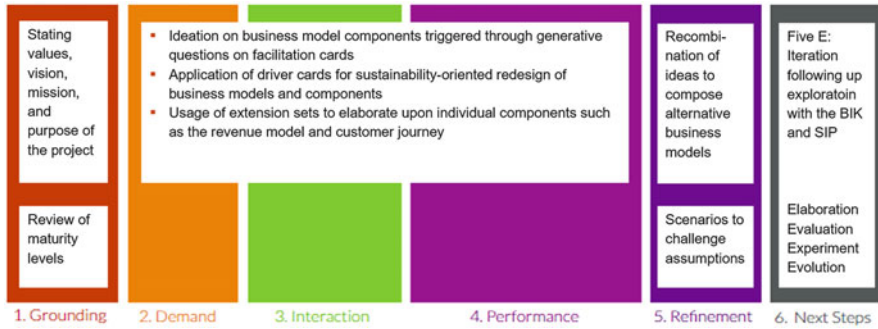 Stating
values,
vision,
mission,
and
purpose of
the project
Review of
maturity
levels
▪ Ideation on business model components triggered through generative
questions on facilitation cards
▪ Application of driver cards for sustainability-oriented redesign of
business models and components
▪ Usage of extension sets to elaborate upon individual components such
as the revenue model and customer journey
Recombi-
nation of
ideas to
compose
alternative
business
models
Scenarios to
challenge
assumptions
Five E:
Iteration
following up
exploratoin
with the BIK
and SIP
Elaboration
Evaluation
Experiment
Evolution
1. Grounding
2. Demand
3. Interaction
4. Performance
5. Refinement
6. Next Steps